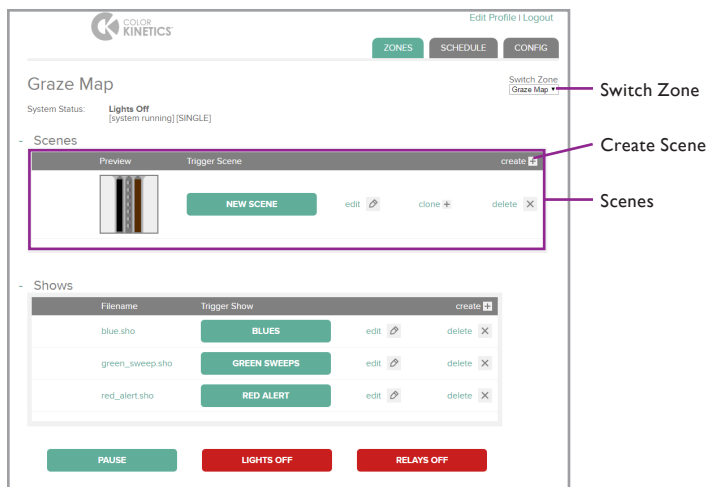 Edit Profile | Logout
COLOR
KINETICS
ZONES SCHEDULE CONFIG
Graze Map
Switch Zone
Graze Map
Switch Zone
System Status: Lights Off
[system running] [SINGLE]
- Scenes
Create Scene
Preview Trigger Scene create
NEW SCENE edit clone delete
Scenes
- Shows
Filename Trigger Show create
blue.sho BLUES edit delete
green_sweep.sho GREEN SWEEPS edit delete
red_alert.sho RED ALERT edit delete
PAUSE LIGHTS OFF RELAYS OFF